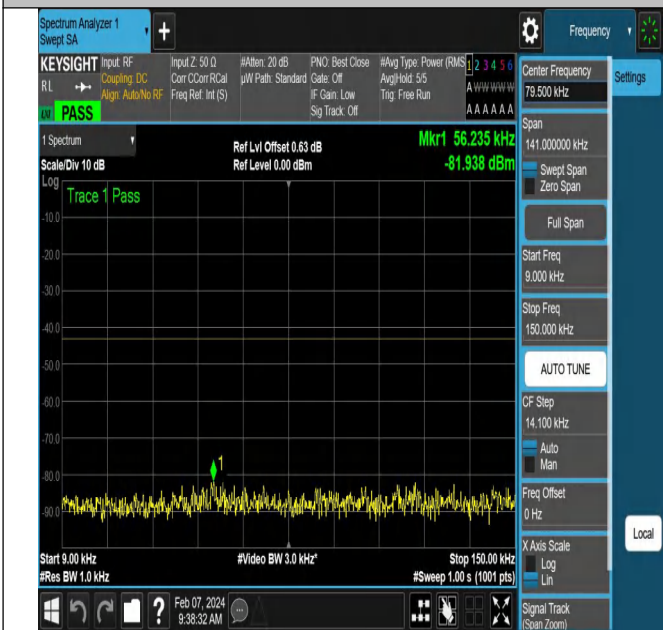 Spectrum Analyzer 1
Swept SA
Frequency
KEYSIGHT
RL
PASS
Input: RF
Coupling: DC
Align: Auto/No RF
Input Z: 50 Ω
Corr CCorr RCal
Freq Ref: Int (S)
#Atten: 20 dB
µW Path: Standard
PNO: Best Close
Gate: Off
IF Gain: Low
Sig Track: Off
#Avg Type: Power (RMS
Avg|Hold: 5/5
Trig: Free Run
1 2 3 4 5 6
A W W W W W
A A A A A A
1 Spectrum
Scale/Div 10 dB
Log
Ref Lvl Offset 0.63 dB
Ref Level 0.00 dBm
Mkr1 56.235 kHz
-81.938 dBm
Trace 1 Pass
-10.0
-20.0
-30.0
-40.0
-50.0
-60.0
-70.0
-80.0
-90.0
1
Start 9.00 kHz
#Res BW 1.0 kHz
#Video BW 3.0 kHz*
Stop 150.00 kHz
#Sweep 1.00 s (1001 pts)
?
Feb 07, 2024
9:38:32 AM
Center Frequency
79.500 kHz
Settings
Span
141.000000 kHz
Swept Span
Zero Span
Full Span
Start Freq
9.000 kHz
Stop Freq
150.000 kHz
AUTO TUNE
CF Step
14.100 kHz
Auto
Man
Freq Offset
0 Hz
Local
X Axis Scale
Log
Lin
Signal Track
(Span Zoom)